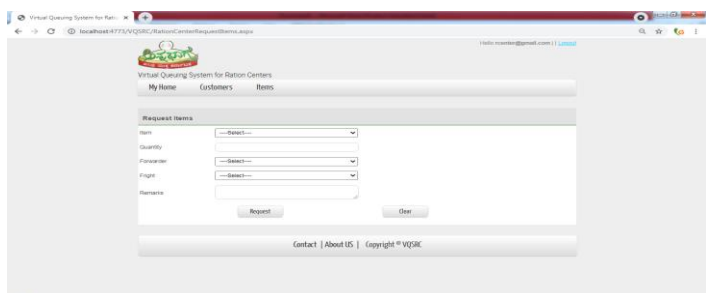 Virtual Queuing System for Ratio
localhost:4773/VQSRC/RationCenterRequestItems.aspx
Hello rcenter@gmail.com | | Logout
Virtual Queuing System for Ration Centers
My Home Customers Items
Request Items
Item ----Select----
Quantity
Forwarder ----Select----
Fright ----Select----
Remarks
Request Clear
Contact | About US | Copyright © VQSRC